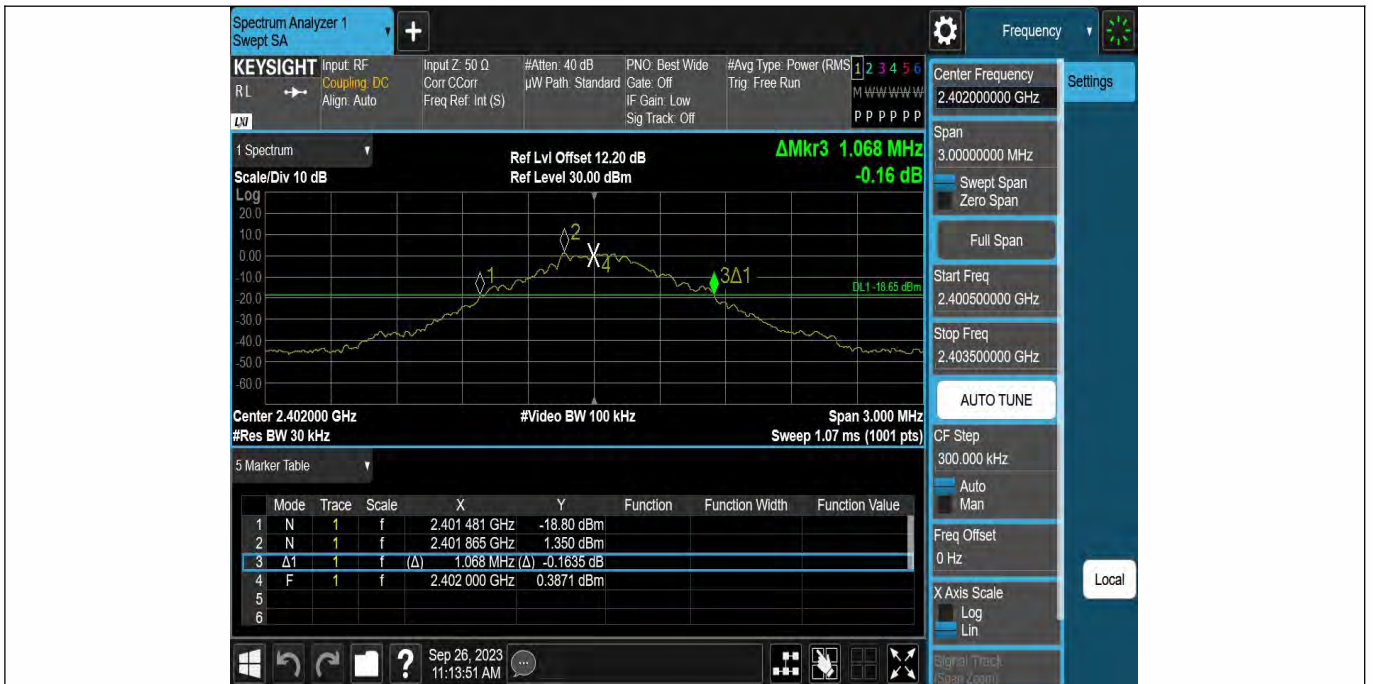 Spectrum Analyzer 1
Swept SA
+
Frequency
KEYSIGHT
RL
LXI
Input: RF
Coupling: DC
Align: Auto
Input Z: 50 Ω
Corr CCorr
Freq Ref: Int (S)
#Atten: 40 dB
µW Path: Standard
PNO: Best Wide
Gate: Off
IF Gain: Low
Sig Track: Off
#Avg Type: Power (RMS
Trig: Free Run
1 2 3 4 5 6
M W W W W W
P P P P P P
1 Spectrum
Scale/Div 10 dB
Ref Lvl Offset 12.20 dB
Ref Level 30.00 dBm
ΔMkr3 1.068 MHz
-0.16 dB
Log
20.0
10.0
0.00
-10.0
-20.0
-30.0
-40.0
-50.0
-60.0
1
2
4
3Δ1
DL1 -18.65 dBm
Center 2.402000 GHz
#Video BW 100 kHz
Span 3.000 MHz
#Res BW 30 kHz
Sweep 1.07 ms (1001 pts)
5 Marker Table
Mode Trace Scale X Y Function Function Width Function Value
1 N 1 f 2.401 481 GHz -18.80 dBm
2 N 1 f 2.401 865 GHz 1.350 dBm
3 Δ1 1 f (Δ) 1.068 MHz (Δ) -0.1635 dB
4 F 1 f 2.402 000 GHz 0.3871 dBm
5
6
?
Sep 26, 2023
11:13:51 AM
Center Frequency
2.402000000 GHz
Span
3.00000000 MHz
Swept Span
Zero Span
Full Span
Start Freq
2.400500000 GHz
Stop Freq
2.403500000 GHz
AUTO TUNE
CF Step
300.000 kHz
Auto
Man
Freq Offset
0 Hz
X Axis Scale
Log
Lin
Signal Track
(Span Zoom)
Settings
Local